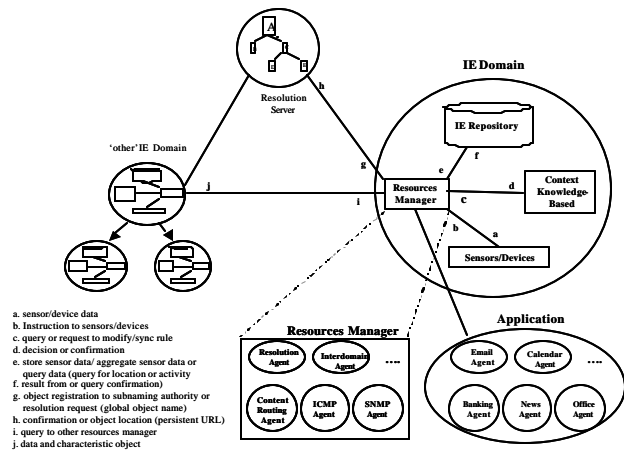 A
Resolution
Server
h
IE Domain
IE Repository
'other' IE Domain
g
e
f
j
i
Resources
Manager
c
d
Context
Knowledge-
Based
b
a
Sensors/Devices
a. sensor/device data
b. Instruction to sensors/devices
c. query or request to modify/sync rule
d. decision or confirmation
e. store sensor data/ aggregate sensor data or
query data (query for location or activity
f. result from or query confirmation)
g. object registration to subnaming authority or
resolution request (global object name)
h. confirmation or object location (persistent URL)
i. query to other resources manager
j. data and characteristic object
Resources Manager
Resolution
Agent
Interdomain
Agent
....
Content
Routing
Agent
ICMP
Agent
SNMP
Agent
Application
Email
Agent
Calendar
Agent
....
Banking
Agent
News
Agent
Office
Agent